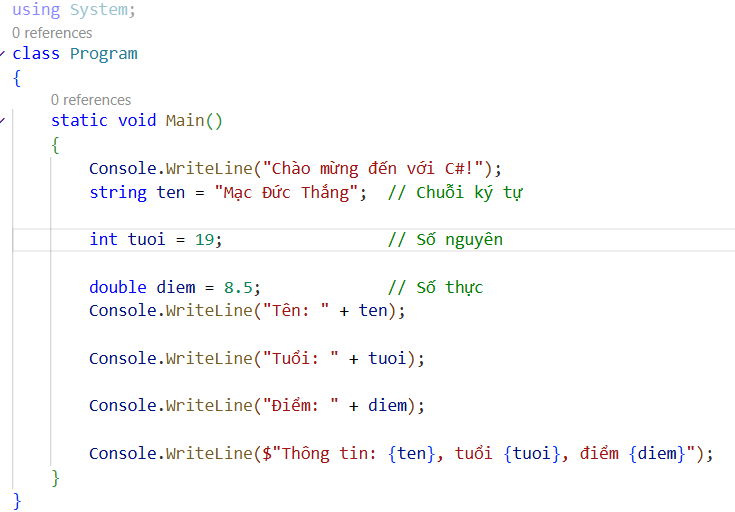 using System;
0 references
class Program
{
0 references
static void Main()
{
Console.WriteLine("Chào mừng đến với C#!");
string ten = "Mạc Đức Thắng";  // Chuỗi ký tự
int tuoi = 19;                 // Số nguyên
double diem = 8.5;             // Số thực
Console.WriteLine("Tên: " + ten);
Console.WriteLine("Tuổi: " + tuoi);
Console.WriteLine("Điểm: " + diem);
Console.WriteLine($"Thông tin: {ten}, tuổi {tuoi}, điểm {diem}");
}
}